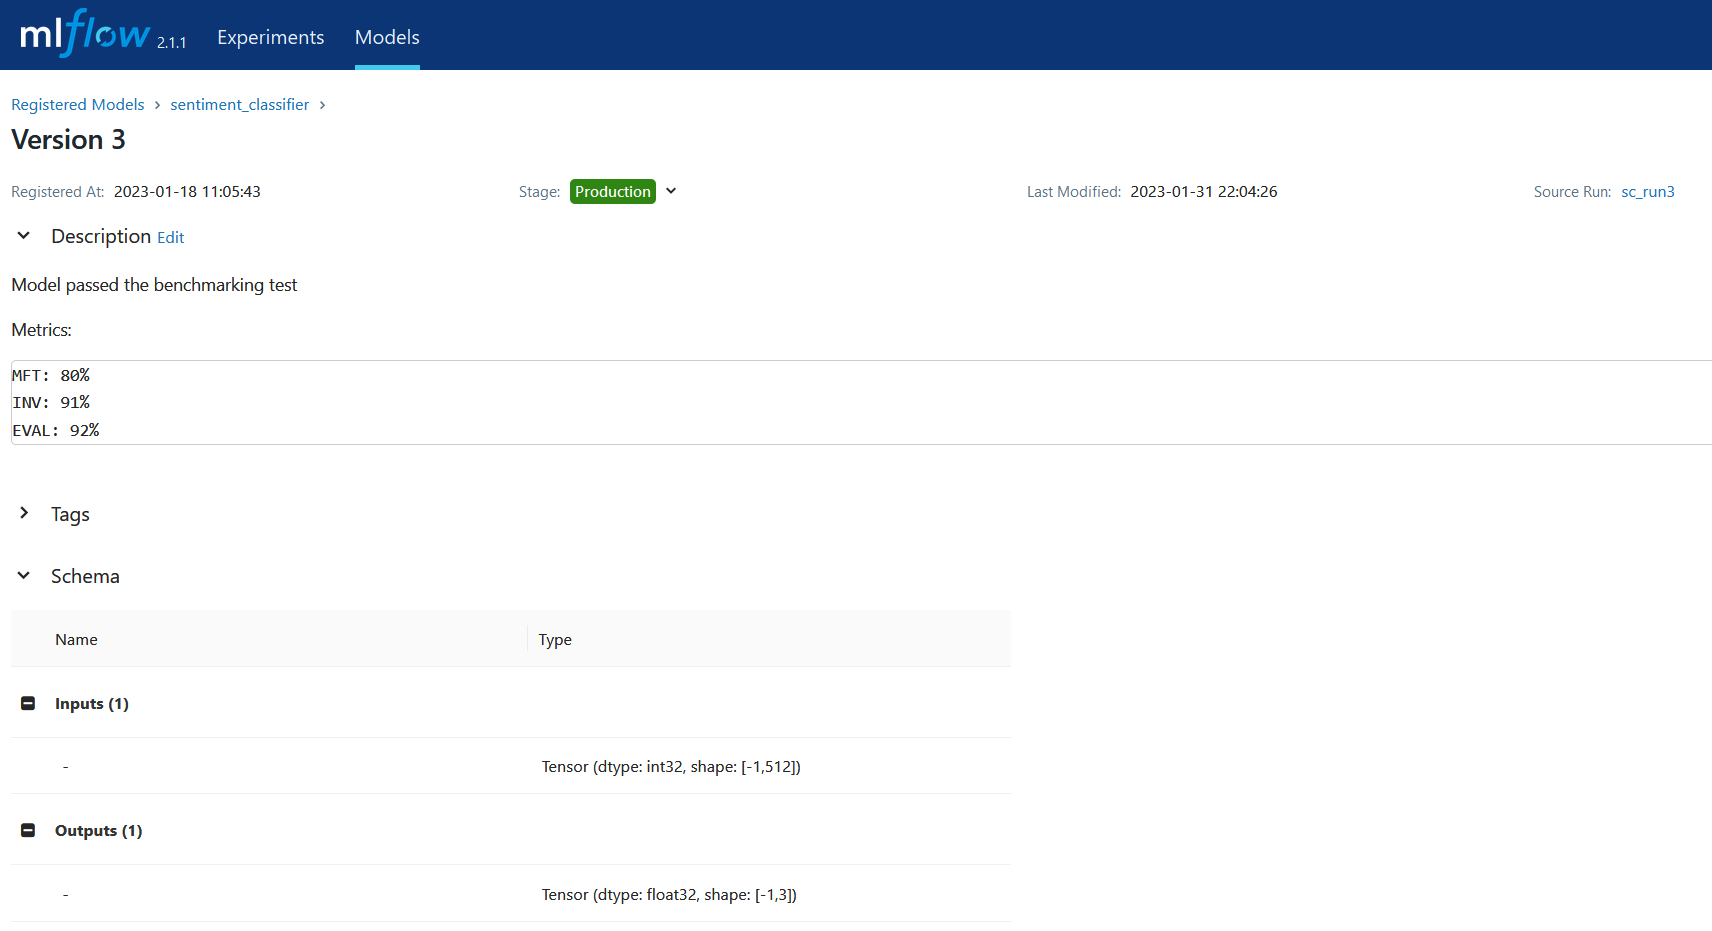 mlflow 2.1.1 Experiments Models
Registered Models > sentiment_classifier >
Version 3
Registered At: 2023-01-18 11:05:43 Stage: Production Last Modified: 2023-01-31 22:04:26 Source Run: sc_run3
Description Edit
Model passed the benchmarking test
Metrics:
MFT: 80%
INV: 91%
EVAL: 92%
Tags
Schema
Name Type
Inputs (1)
- Tensor (dtype: int32, shape: [-1,512])
Outputs (1)
- Tensor (dtype: float32, shape: [-1,3])